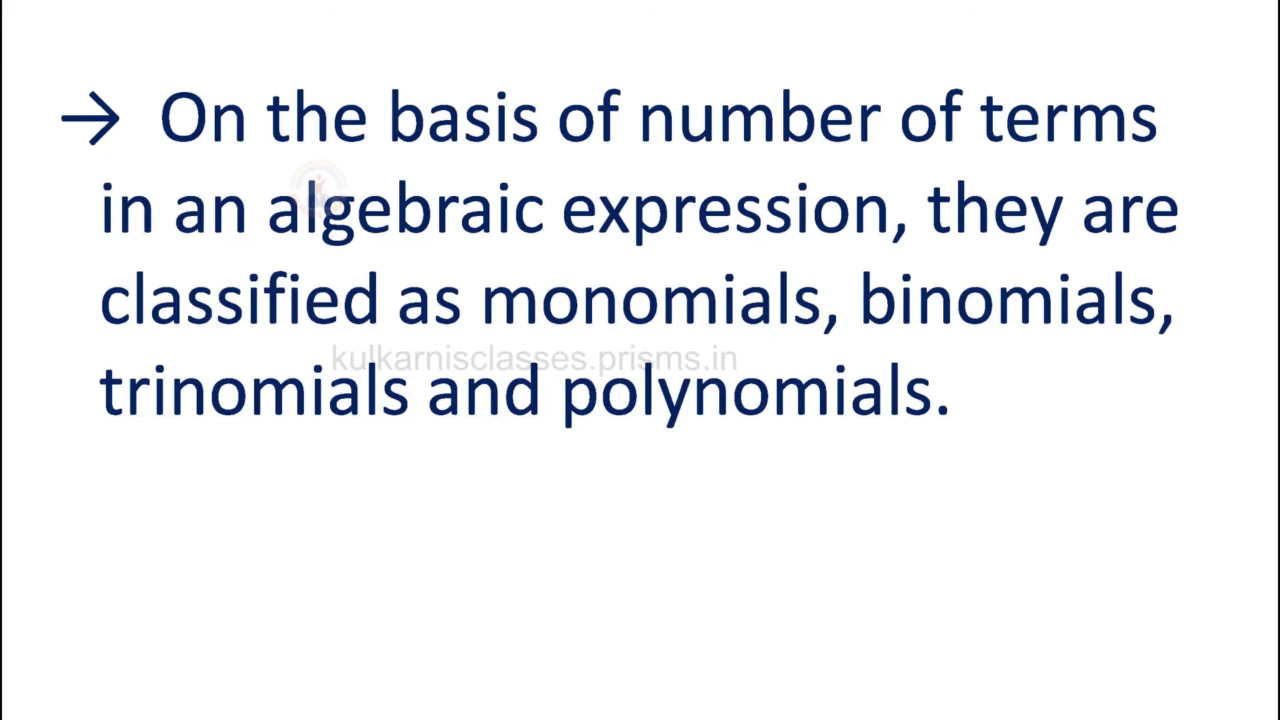 → On the basis of number of terms
in an algebraic expression, they are
classified as monomials, binomials,
kulkarnisclasses.prisms.in
trinomials and polynomials.